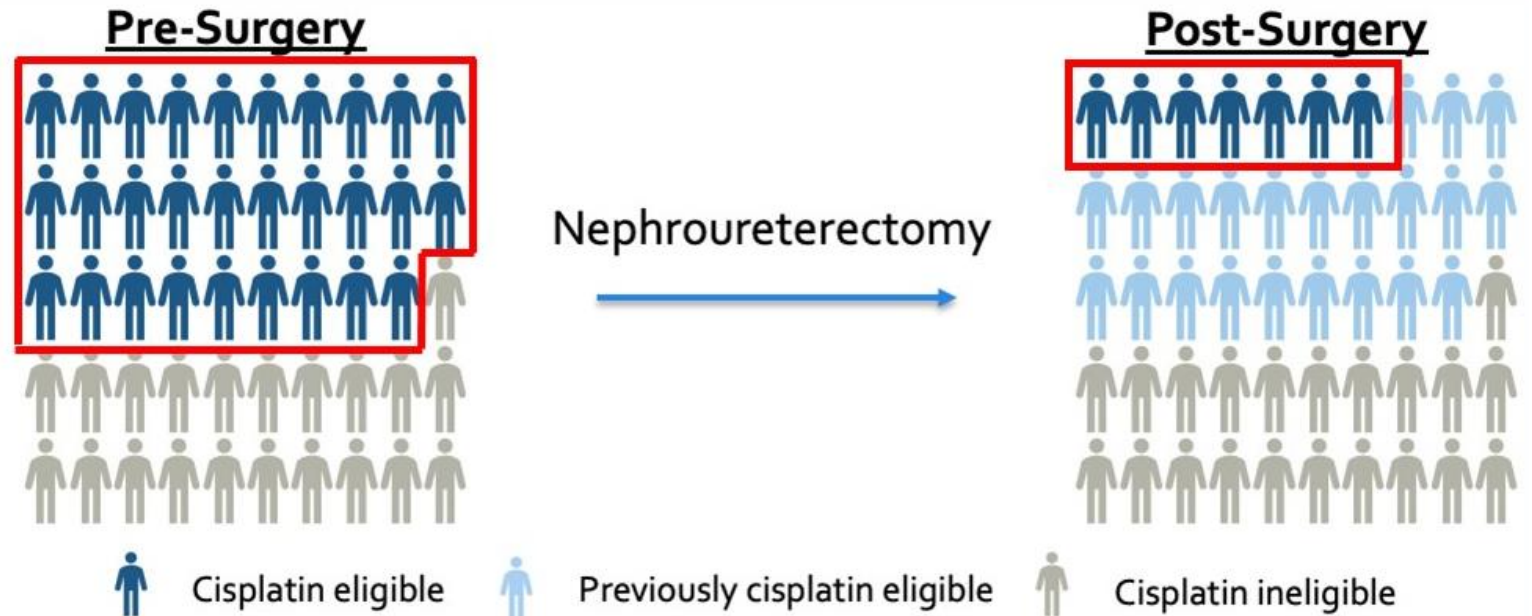 Pre-Surgery
Post-Surgery
Nephroureterectomy
Cisplatin eligible
Previously cisplatin eligible
Cisplatin ineligible